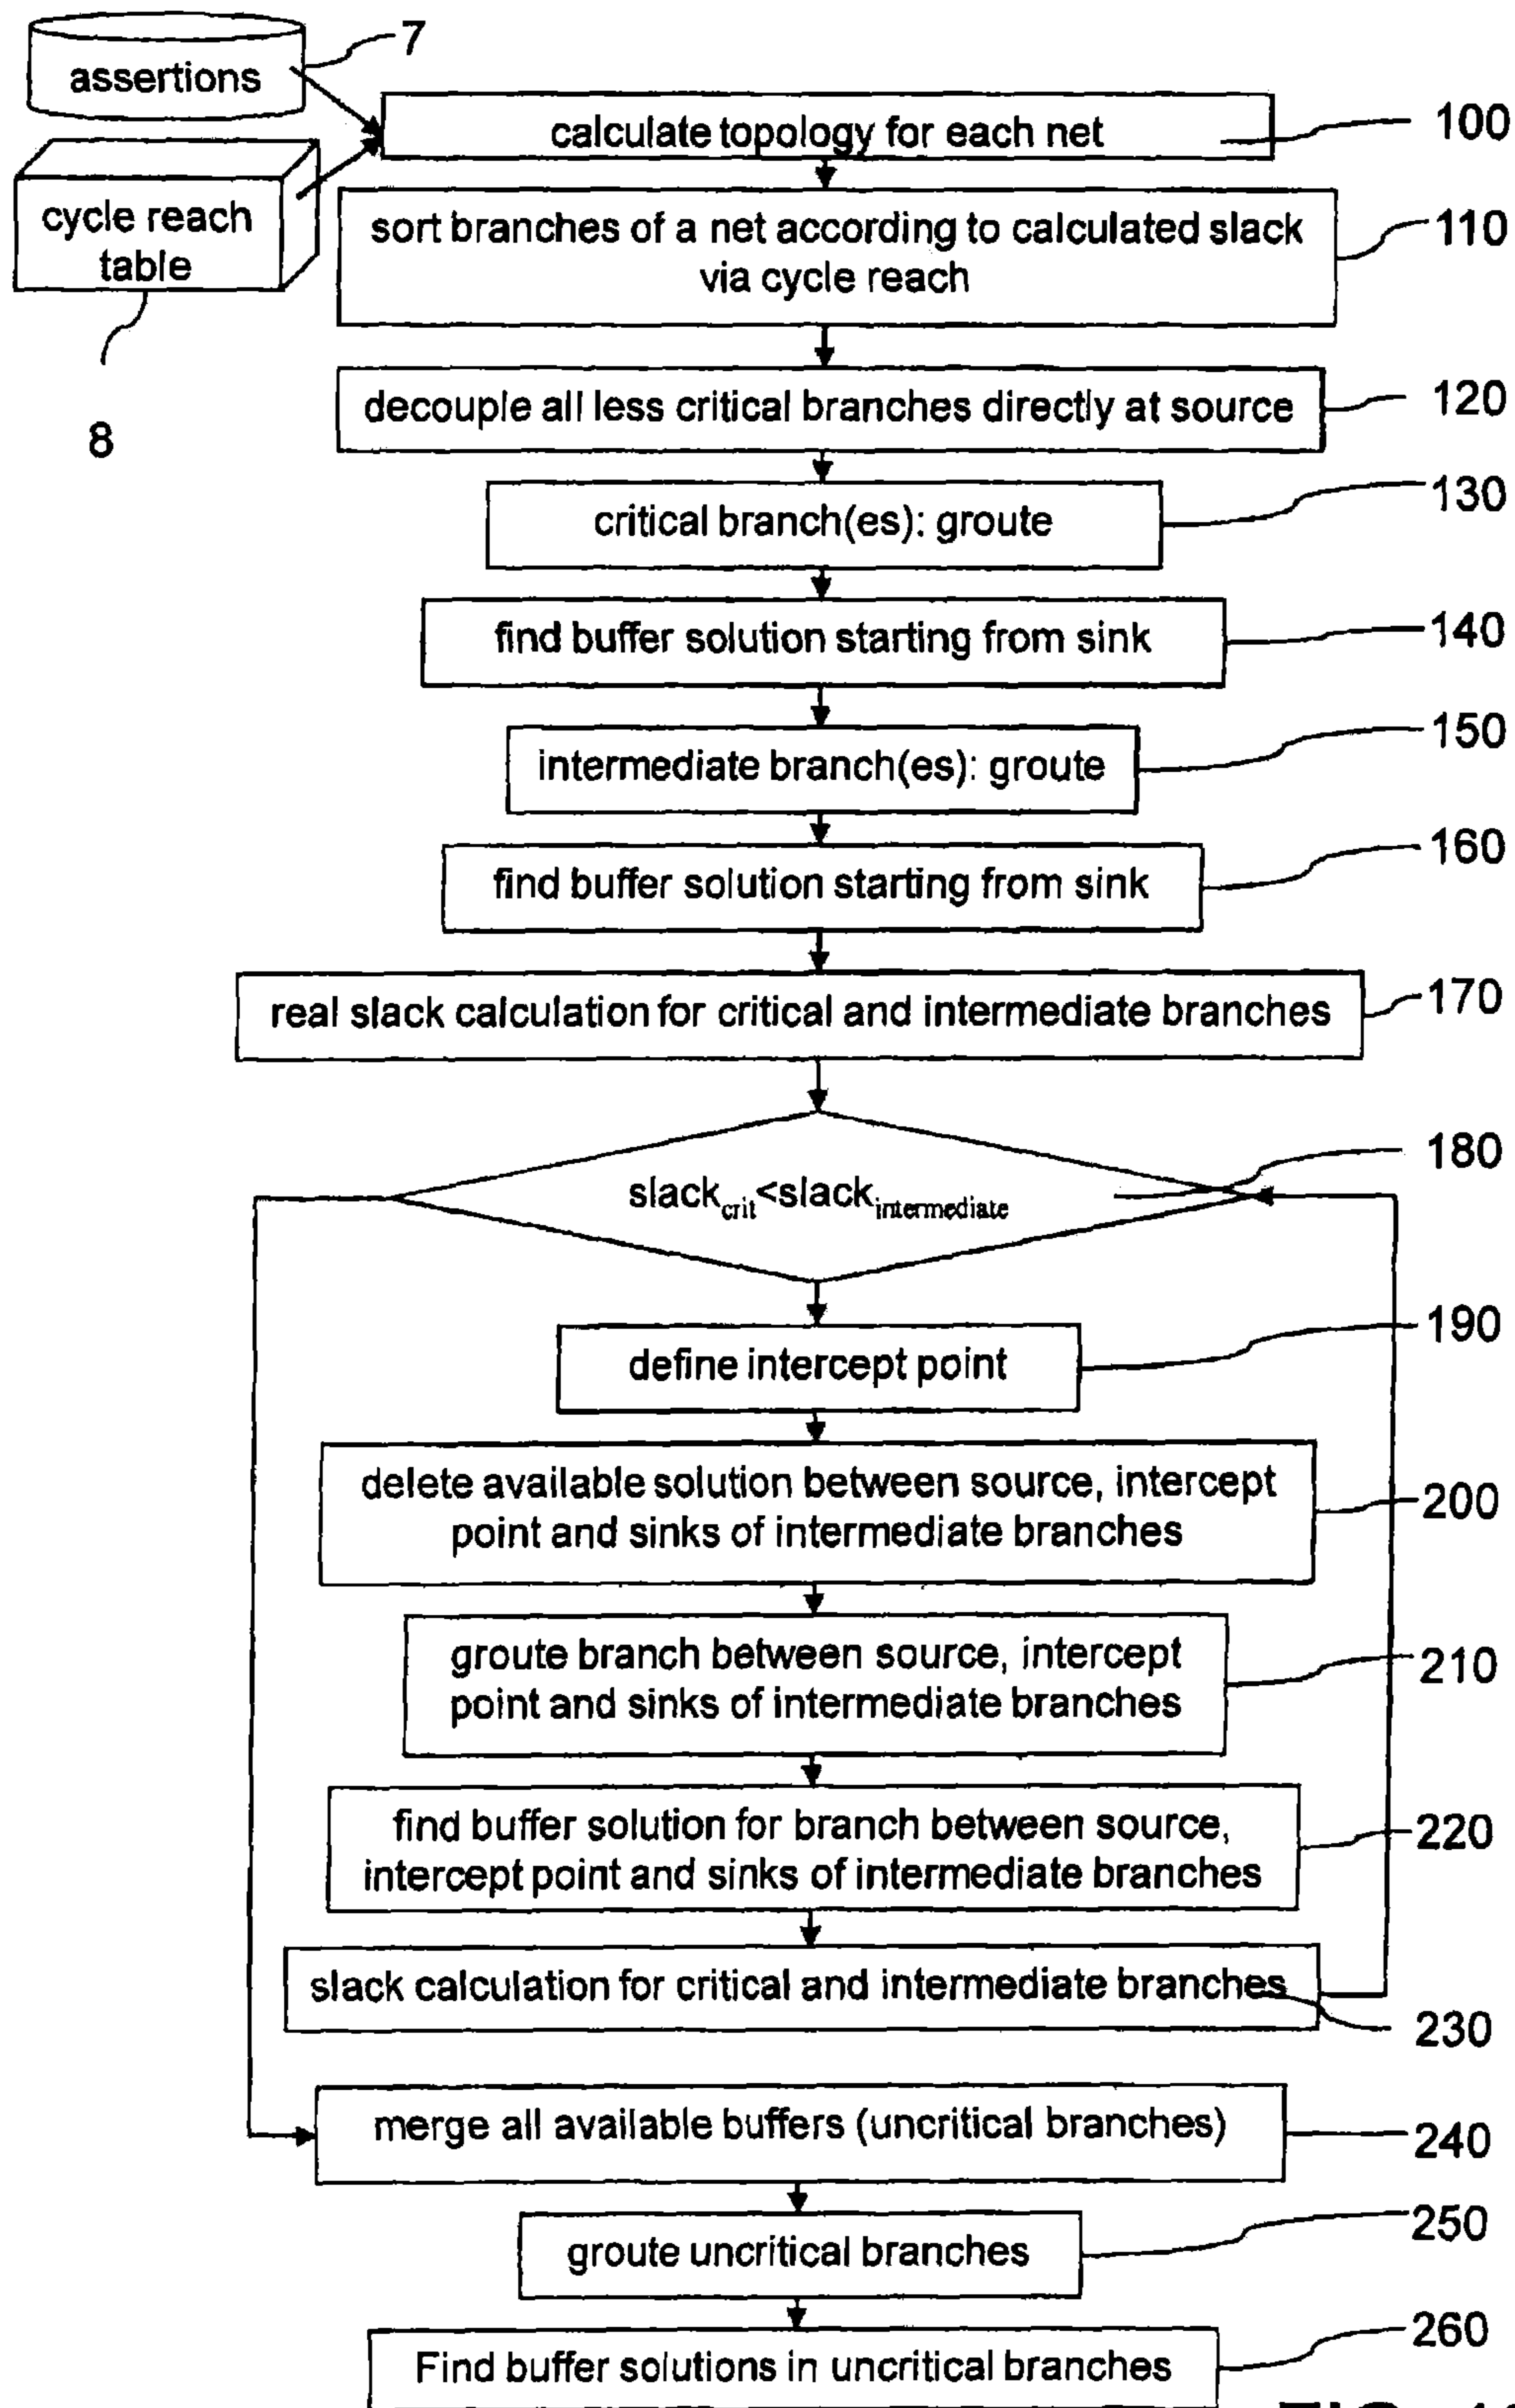 7
assertions
calculate topology for each net
100
cycle reach
table
8
sort branches of a net according to calculated slack
via cycle reach
110
decouple all less critical branches directly at source
120
critical branch(es): groute
130
find buffer solution starting from sink
140
intermediate branch(es): groute
150
find buffer solution starting from sink
160
real slack calculation for critical and intermediate branches
170
slack_crit<slack_intermediate
180
define intercept point
190
delete available solution between source, intercept
point and sinks of intermediate branches
200
groute branch between source, intercept
point and sinks of intermediate branches
210
find buffer solution for branch between source,
intercept point and sinks of intermediate branches
220
slack calculation for critical and intermediate branches
230
merge all available buffers (uncritical branches)
240
groute uncritical branches
250
Find buffer solutions in uncritical branches
260